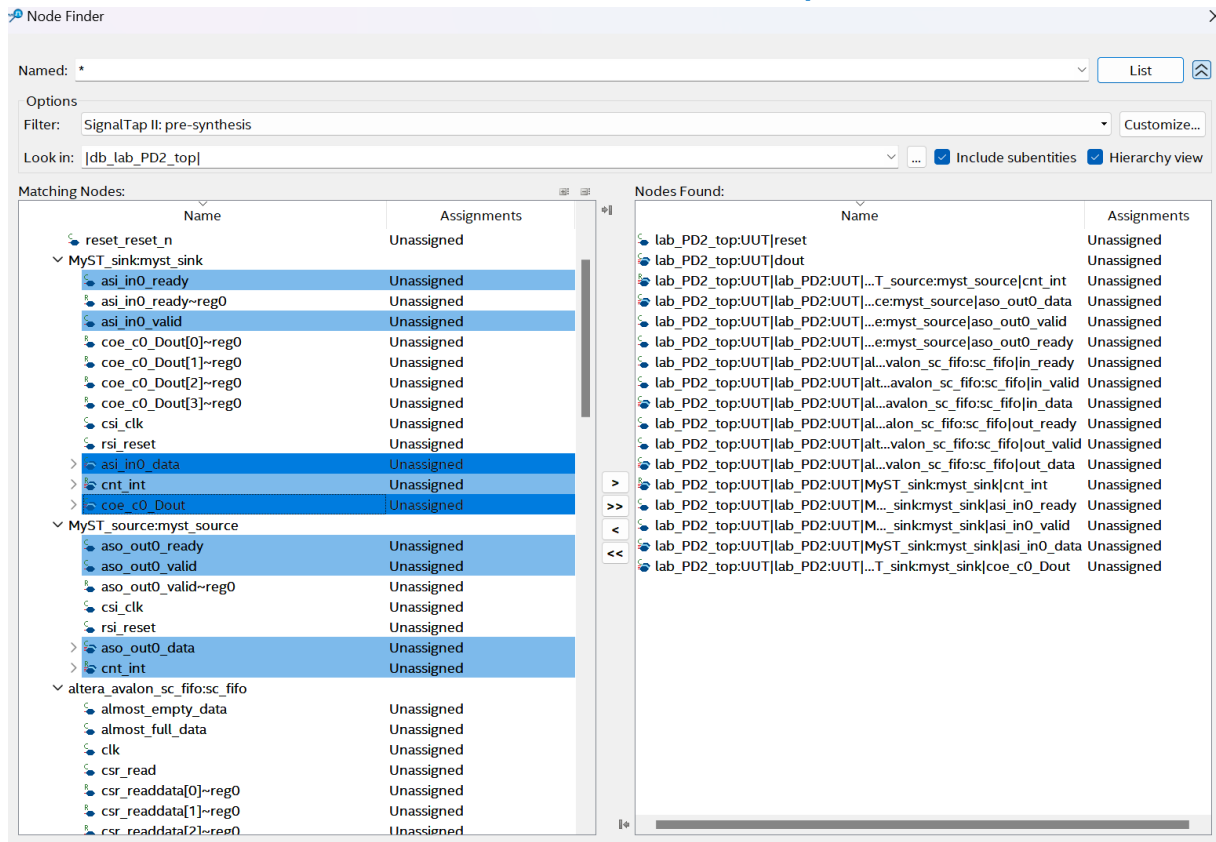 Node Finder
Named: *
List
Options
Filter: SignalTap II: pre-synthesis
Customize...
Look in: |db_lab_PD2_top|
...
Include subentities
Hierarchy view
Matching Nodes:
Name Assignments
reset_reset_n Unassigned
MyST_sink:myst_sink
asi_in0_ready Unassigned
asi_in0_ready~reg0 Unassigned
asi_in0_valid Unassigned
coe_c0_Dout[0]~reg0 Unassigned
coe_c0_Dout[1]~reg0 Unassigned
coe_c0_Dout[2]~reg0 Unassigned
coe_c0_Dout[3]~reg0 Unassigned
csi_clk Unassigned
rsi_reset Unassigned
asi_in0_data Unassigned
cnt_int Unassigned
coe_c0_Dout Unassigned
MyST_source:myst_source
aso_out0_ready Unassigned
aso_out0_valid Unassigned
aso_out0_valid~reg0 Unassigned
csi_clk Unassigned
rsi_reset Unassigned
aso_out0_data Unassigned
cnt_int Unassigned
altera_avalon_sc_fifo:sc_fifo
almost_empty_data Unassigned
almost_full_data Unassigned
clk Unassigned
csr_read Unassigned
csr_readdata[0]~reg0 Unassigned
csr_readdata[1]~reg0 Unassigned
csr_readdata[2]~reg0 Unassigned
>
>>
<
<<
Nodes Found:
Name Assignments
lab_PD2_top:UUT|reset Unassigned
lab_PD2_top:UUT|dout Unassigned
lab_PD2_top:UUT|lab_PD2:UUT|...T_source:myst_source|cnt_int Unassigned
lab_PD2_top:UUT|lab_PD2:UUT|...ce:myst_source|aso_out0_data Unassigned
lab_PD2_top:UUT|lab_PD2:UUT|...e:myst_source|aso_out0_valid Unassigned
lab_PD2_top:UUT|lab_PD2:UUT|...e:myst_source|aso_out0_ready Unassigned
lab_PD2_top:UUT|lab_PD2:UUT|al...avalon_sc_fifo:sc_fifo|in_ready Unassigned
lab_PD2_top:UUT|lab_PD2:UUT|alt...avalon_sc_fifo:sc_fifo|in_valid Unassigned
lab_PD2_top:UUT|lab_PD2:UUT|al...avalon_sc_fifo:sc_fifo|in_data Unassigned
lab_PD2_top:UUT|lab_PD2:UUT|al...alon_sc_fifo:sc_fifo|out_ready Unassigned
lab_PD2_top:UUT|lab_PD2:UUT|alt...valon_sc_fifo:sc_fifo|out_valid Unassigned
lab_PD2_top:UUT|lab_PD2:UUT|al...valon_sc_fifo:sc_fifo|out_data Unassigned
lab_PD2_top:UUT|lab_PD2:UUT|MyST_sink:myst_sink|cnt_int Unassigned
lab_PD2_top:UUT|lab_PD2:UUT|M..._sink:myst_sink|asi_in0_ready Unassigned
lab_PD2_top:UUT|lab_PD2:UUT|M..._sink:myst_sink|asi_in0_valid Unassigned
lab_PD2_top:UUT|lab_PD2:UUT|MyST_sink:myst_sink|asi_in0_data Unassigned
lab_PD2_top:UUT|lab_PD2:UUT|...T_sink:myst_sink|coe_c0_Dout Unassigned